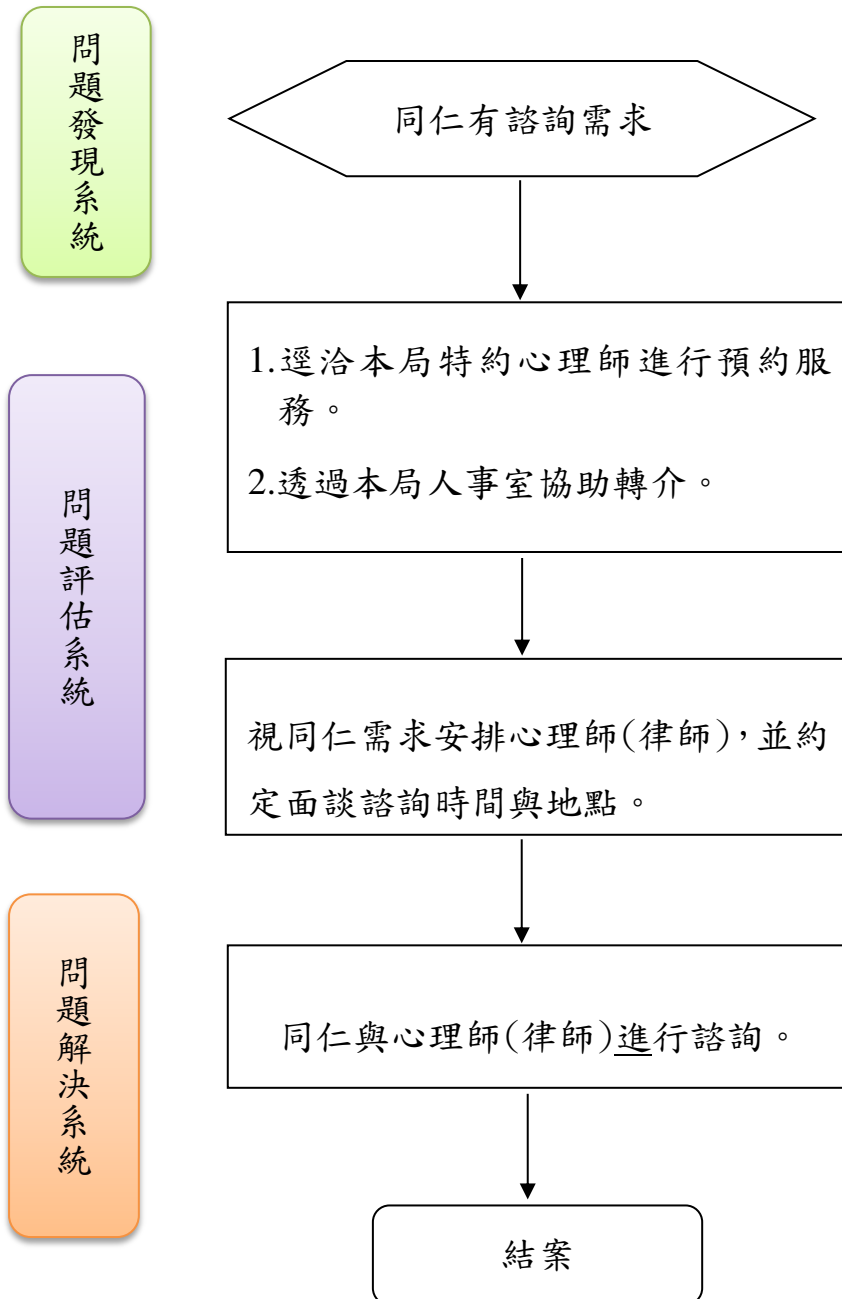 問題發現系統
同仁有諮詢需求
1.逕洽本局特約心理師進行預約服
務。
2.透過本局人事室協助轉介。
問題評估系統
視同仁需求安排心理師(律師)，並約
定面談諮詢時間與地點。
問題解決系統
同仁與心理師(律師)進行諮詢。
結案